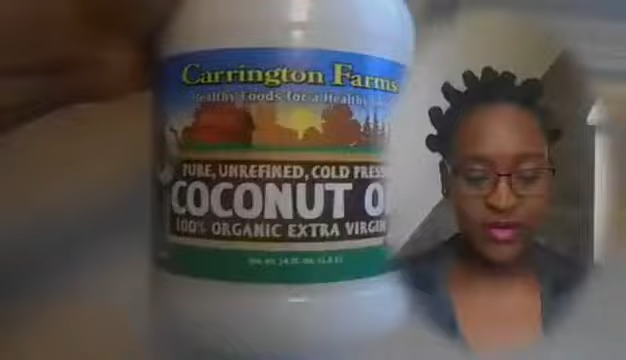 Carrington Farms
Healthy Foods for a Healthy
PURE, UNREFINED, COLD PRESS
COCONUT O
100% ORGANIC EXTRA VIRGIN